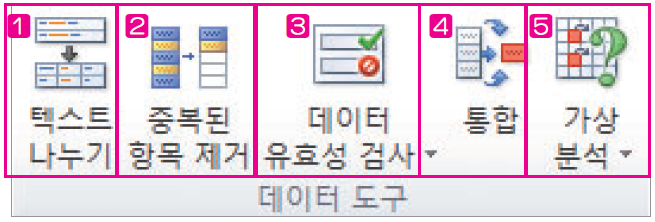 1 2 3 4 5
텍스트 나누기
중복된 항목 제거
데이터 유효성 검사
통합
가상 분석
데이터 도구